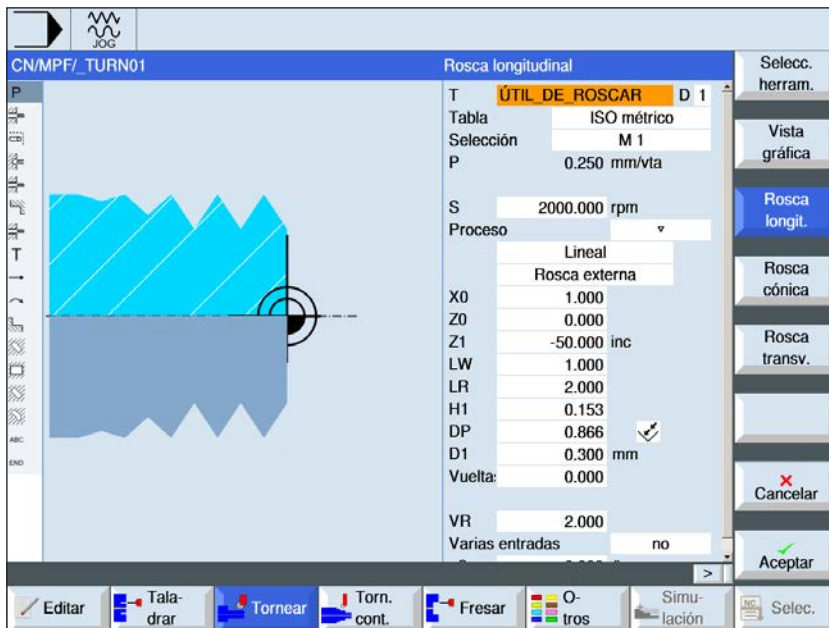 JOG
CN/MPF/_TURN01
Rosca longitudinal
P
T
ABC
END
T ÚTIL_DE_ROSCAR D 1
Tabla ISO métrico
Selección M 1
P 0.250 mm/vta
S 2000.000 rpm
Proceso ▿
Lineal
Rosca externa
X0 1.000
Z0 0.000
Z1 -50.000 inc
LW 1.000
LR 2.000
H1 0.153
DP 0.866
D1 0.300 mm
Vuelta:  0.000
VR 2.000
Varias entradas no
>
Selecc.
herram.
Vista
gráfica
Rosca
longit.
Rosca
cónica
Rosca
transv.
Cancelar
Aceptar
Editar
Tala-
drar
Tornear
Torn.
cont.
Fresar
O-
tros
Simu-
lación
NC
Selec.